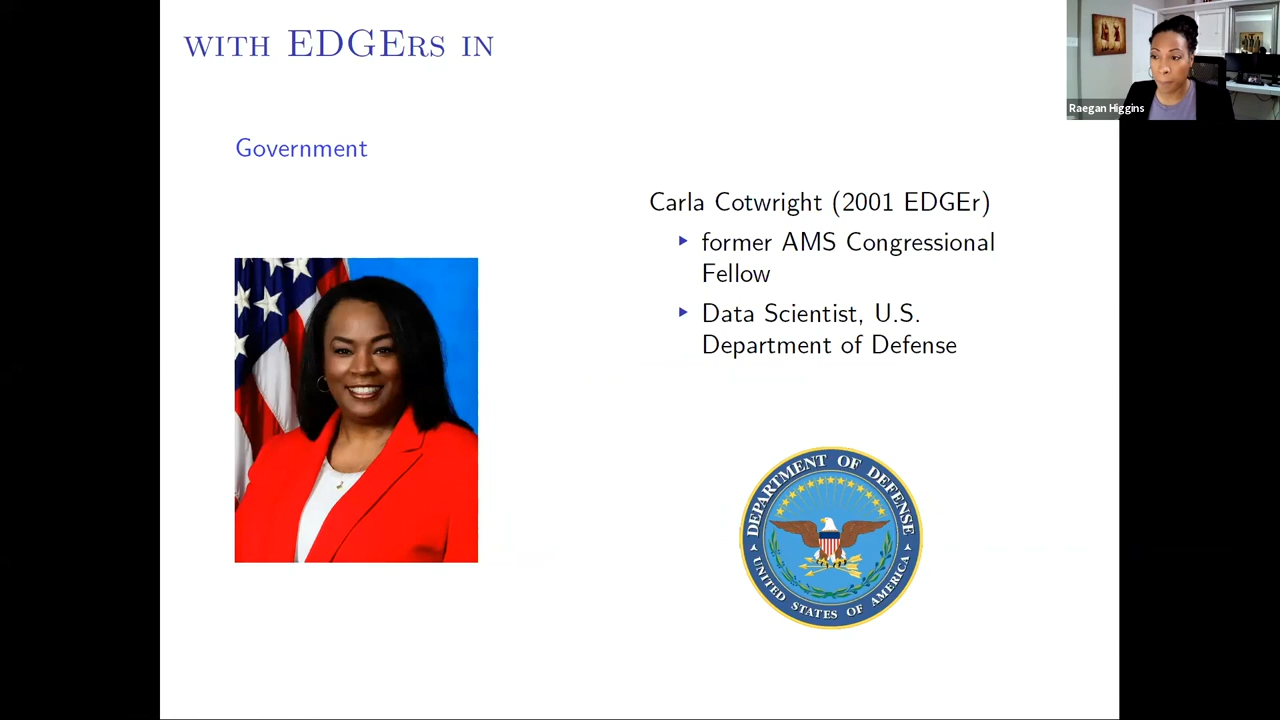 WITH EDGERS IN
Raegan Higgins
Government
Carla Cotwright (2001 EDGEr)
former AMS Congressional
Fellow
Data Scientist, U.S.
Department of Defense
DEPARTMENT OF DEFENSE
UNITED STATES OF AMERICA